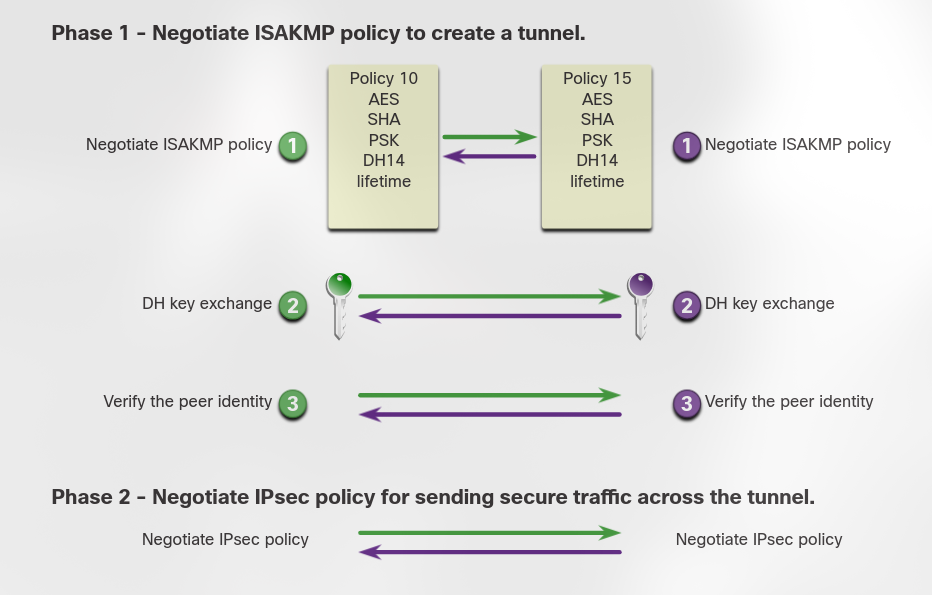 Phase 1 - Negotiate ISAKMP policy to create a tunnel.
Policy 10
AES
SHA
PSK
DH14
lifetime
Policy 15
AES
SHA
PSK
DH14
lifetime
Negotiate ISAKMP policy 1
1 Negotiate ISAKMP policy
DH key exchange 2
2 DH key exchange
Verify the peer identity 3
3 Verify the peer identity
Phase 2 - Negotiate IPsec policy for sending secure traffic across the tunnel.
Negotiate IPsec policy
Negotiate IPsec policy